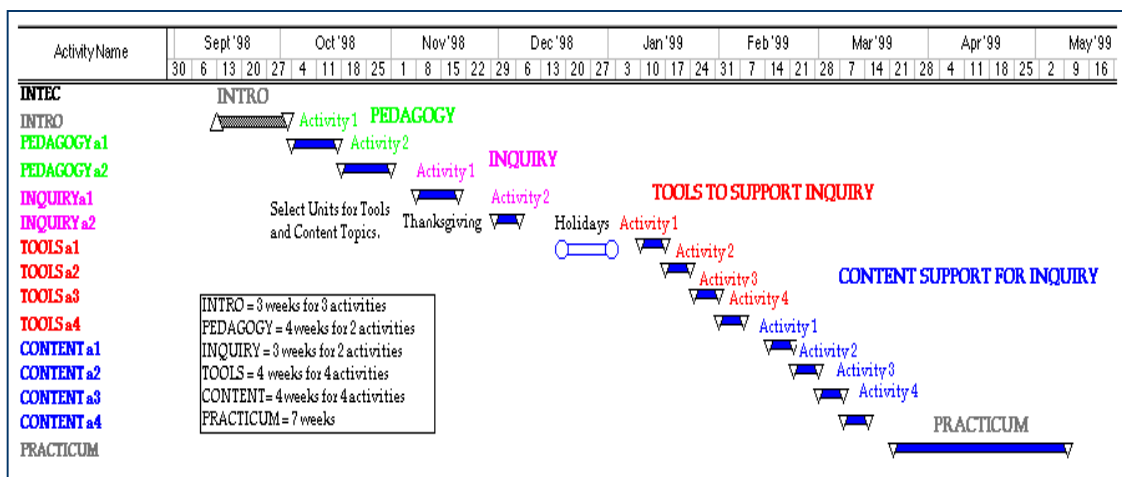 Activity Name
Sept '98 Oct '98 Nov '98 Dec '98 Jan '99 Feb '99 Mar '99 Apr '99 May '99
30 6 13 20 27 4 11 18 25 1 8 15 22 29 6 13 20 27 3 10 17 24 31 7 14 21 28 7 14 21 28 4 11 18 25 2 9 16
INTEC
INTRO
INTRO
Activity 1
PEDAGOGY
PEDAGOGY a1
Activity 2
PEDAGOGY a2
Activity 1
INQUIRY
INQUIRY a1
Activity 2
TOOLS TO SUPPORT INQUIRY
Select Units for Tools
and Content Topics.
INQUIRY a2
Thanksgiving
Holidays
Activity 1
TOOLS a1
Activity 2
TOOLS a2
Activity 3
CONTENT SUPPORT FOR INQUIRY
TOOLS a3
Activity 4
TOOLS a4
Activity 1
CONTENT a1
Activity 2
CONTENT a2
Activity 3
CONTENT a3
Activity 4
CONTENT a4
PRACTICUM
PRACTICUM
INTRO = 3 weeks for 3 activities
PEDAGOGY = 4 weeks for 2 activities
INQUIRY = 3 weeks for 2 activities
TOOLS = 4 weeks for 4 activities
CONTENT= 4 weeks for 4 activities
PRACTICUM = 7 weeks